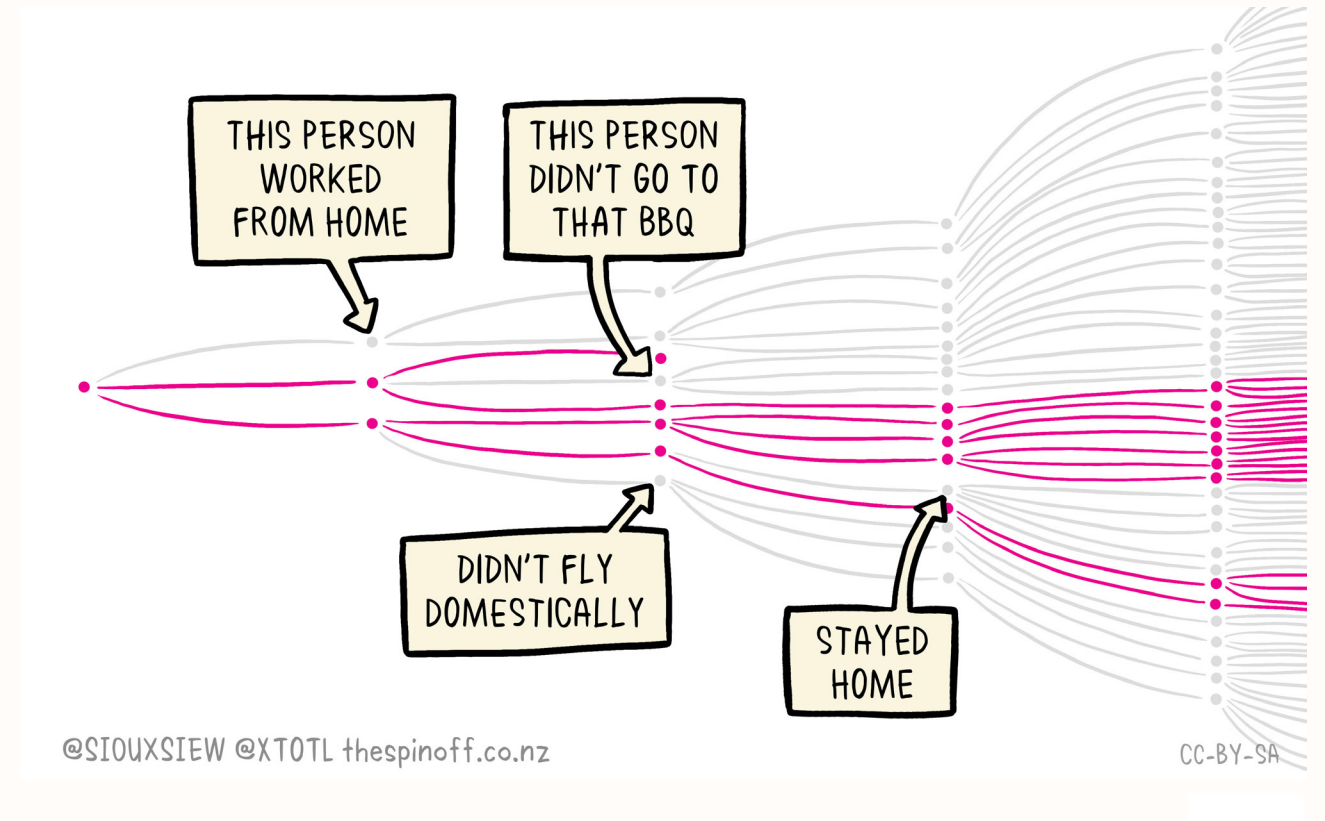 THIS PERSON
WORKED
FROM HOME
THIS PERSON
DIDN'T GO TO
THAT BBQ
DIDN'T FLY
DOMESTICALLY
STAYED
HOME
@SIOUXSIEW @XTOTL thespinoff.co.nz
CC-BY-SA